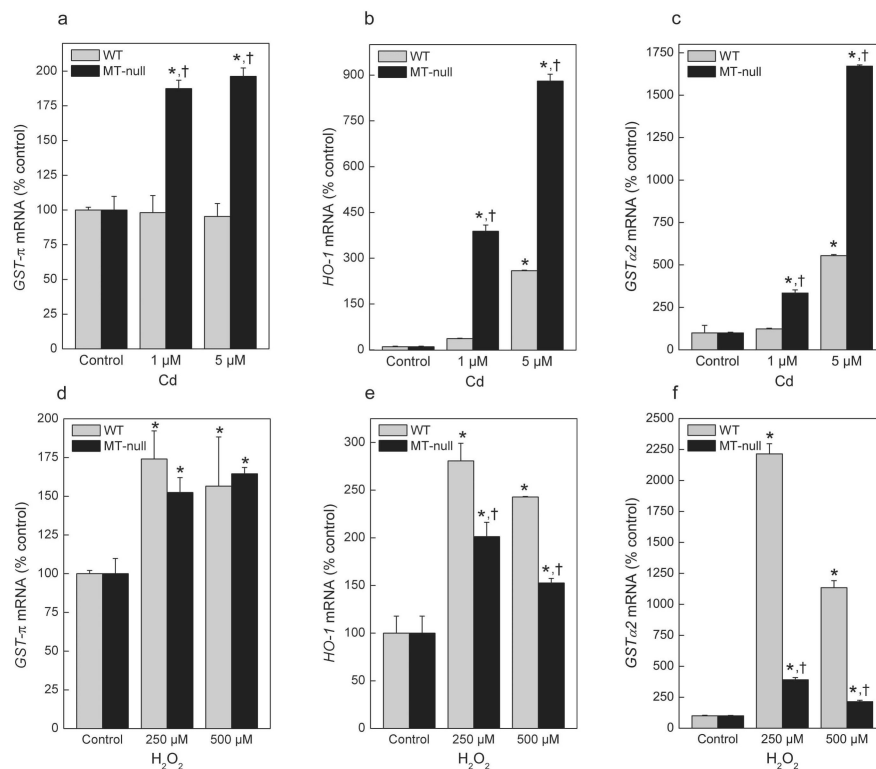 a
GST-π mRNA (% control)
200
175
150
125
100
75
50
25
0
WT
MT-null
*,†
*,†
Control
1 µM
5 µM
Cd
b
HO-1 mRNA (% control)
900
750
600
450
300
150
0
WT
MT-null
*,†
*
*,†
Control
1 µM
5 µM
Cd
c
GSTα2 mRNA (% control)
1750
1500
1250
1000
750
500
250
0
WT
MT-null
*,†
*
*,†
Control
1 µM
5 µM
Cd
d
GST-π mRNA (% control)
200
175
150
125
100
75
50
25
0
WT
MT-null
*
*
*
*
Control
250 µM
500 µM
H₂O₂
e
HO-1 mRNA (% control)
300
250
200
150
100
50
0
WT
MT-null
*
*,†
*
*,†
Control
250 µM
500 µM
H₂O₂
f
GSTα2 mRNA (% control)
2500
2250
2000
1750
1500
1250
1000
750
500
250
0
WT
MT-null
*
*,†
*
*,†
Control
250 µM
500 µM
H₂O₂